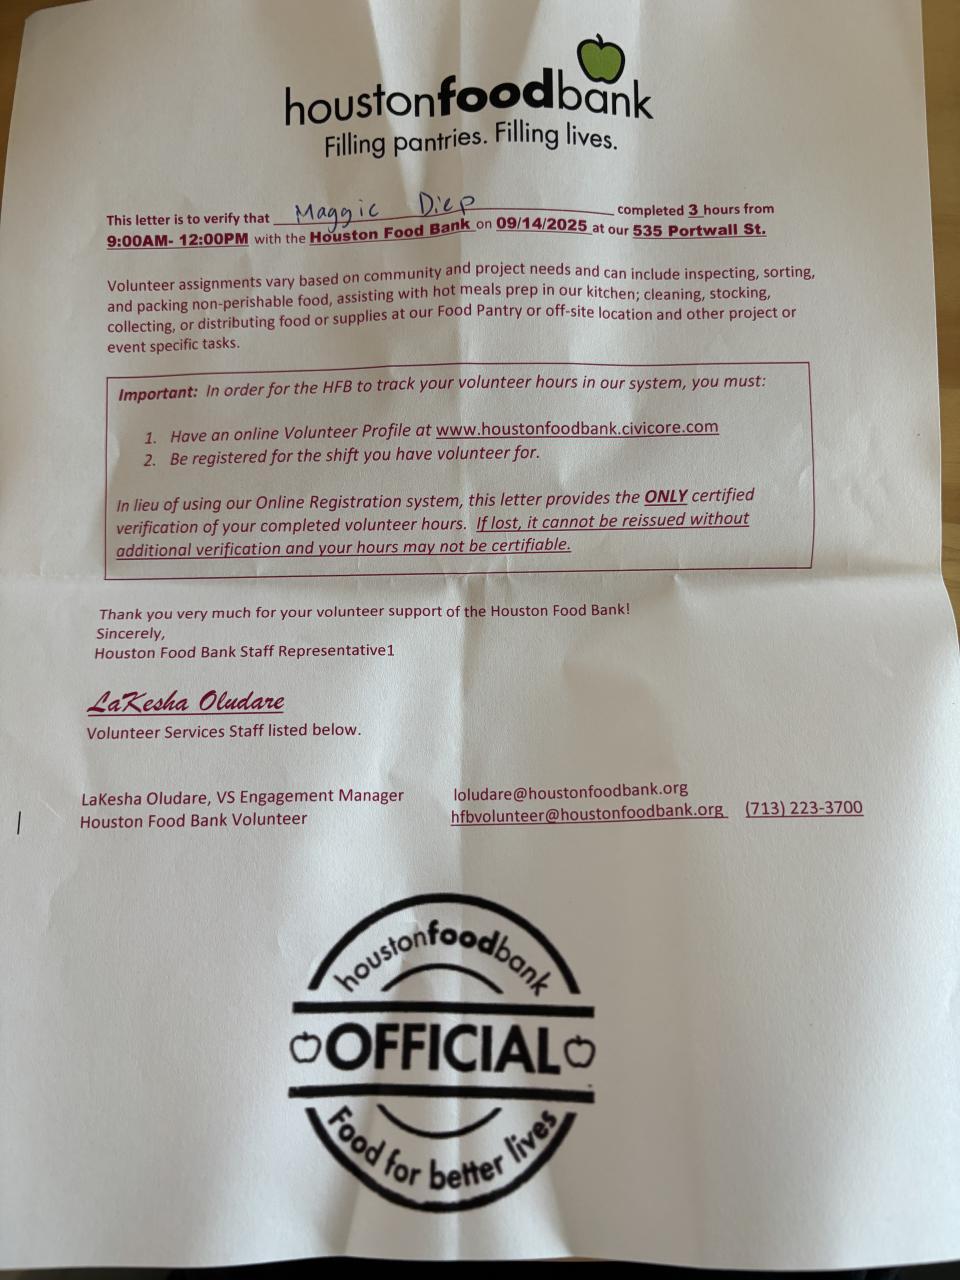 houstonfoodbank
Filling pantries. Filling lives.
This letter is to verify that Maggie Diep completed 3 hours from
9:00AM- 12:00PM with the Houston Food Bank on 09/14/2025 at our 535 Portwall St.
Volunteer assignments vary based on community and project needs and can include inspecting, sorting,
and packing non-perishable food, assisting with hot meals prep in our kitchen; cleaning, stocking,
collecting, or distributing food or supplies at our Food Pantry or off-site location and other project or
event specific tasks.
Important: In order for the HFB to track your volunteer hours in our system, you must:
1. Have an online Volunteer Profile at www.houstonfoodbank.civicore.com
2. Be registered for the shift you have volunteer for.
In lieu of using our Online Registration system, this letter provides the ONLY certified
verification of your completed volunteer hours. If lost, it cannot be reissued without
additional verification and your hours may not be certifiable.
Thank you very much for your volunteer support of the Houston Food Bank!
Sincerely,
Houston Food Bank Staff Representative1
LaKesha Oludare
Volunteer Services Staff listed below.
LaKesha Oludare, VS Engagement Manager loludare@houstonfoodbank.org
Houston Food Bank Volunteer hfbvolunteer@houstonfoodbank.org (713) 223-3700
houstonfoodbank
OFFICIAL
Food for better lives